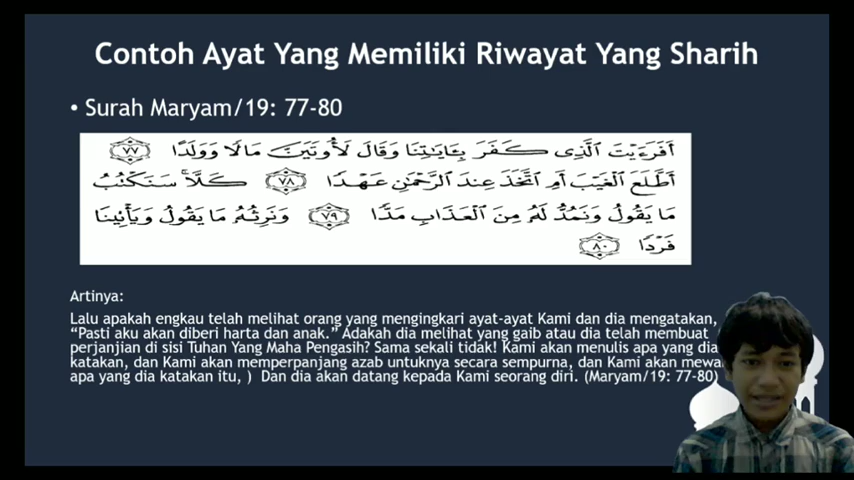 Contoh Ayat Yang Memiliki Riwayat Yang Sharih
• Surah Maryam/19: 77-80
أَفَرَءَيْتَ ٱلَّذِى كَفَرَ بِـَٔايَـٰتِنَا وَقَالَ لَأُوتَيَنَّ مَالًا وَوَلَدًا ٧٧
أَطَّلَعَ ٱلْغَيْبَ أَمِ ٱتَّخَذَ عِندَ ٱلرَّحْمَـٰنِ عَهْدًا ٧٨ كَلَّا ۚ سَنَكْتُبُ
مَا يَقُولُ وَنَمُدُّ لَهُۥ مِنَ ٱلْعَذَابِ مَدًّا ٧٩ وَنَرِثُهُۥ مَا يَقُولُ وَيَأْتِينَا
فَرْدًا ٨٠
Artinya:
Lalu apakah engkau telah melihat orang yang mengingkari ayat-ayat Kami dan dia mengatakan,
“Pasti aku akan diberi harta dan anak.” Adakah dia melihat yang gaib atau dia telah membuat
perjanjian di sisi Tuhan Yang Maha Pengasih? Sama sekali tidak! Kami akan menulis apa yang dia
katakan, dan Kami akan memperpanjang azab untuknya secara sempurna, dan Kami akan
apa yang dia katakan itu, ) Dan dia akan datang kepada Kami seorang diri. (Maryam/19: 77-80)